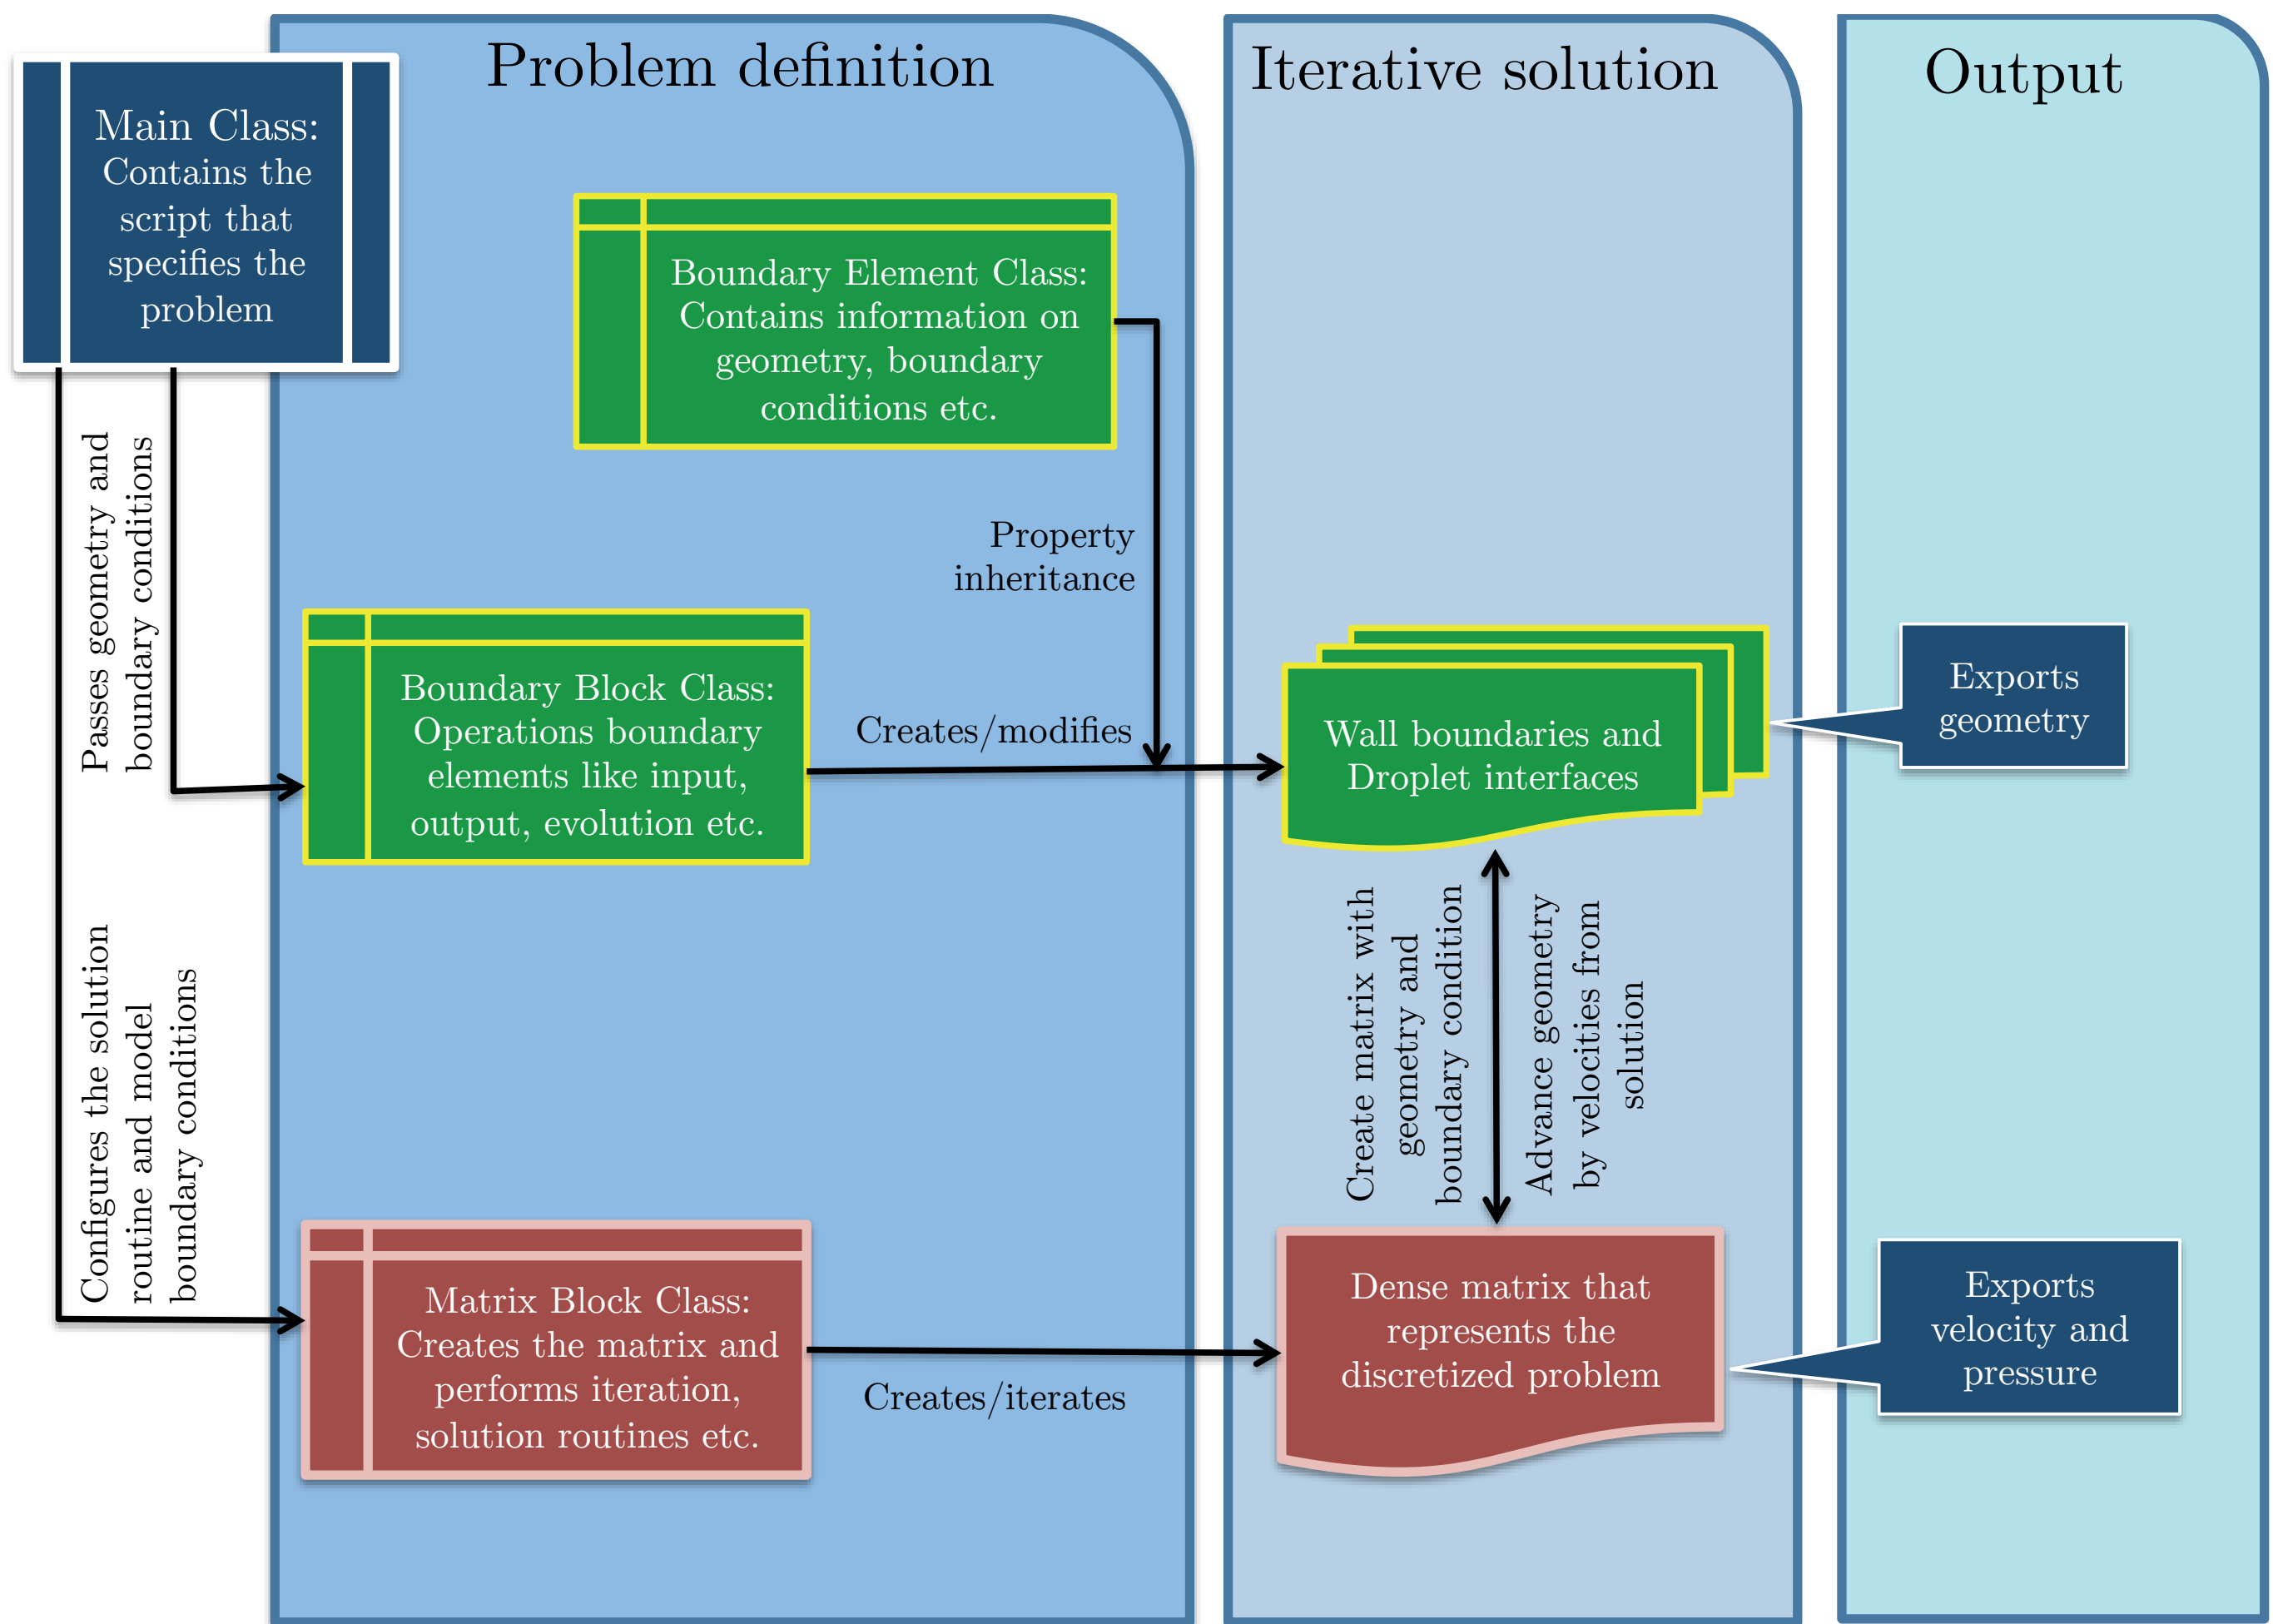 Problem definition
Iterative solution
Output
Main Class:
Contains the
script that
specifies the
problem
Boundary Element Class:
Contains information on
geometry, boundary
conditions etc.
Passes geometry and
boundary conditions
Property
inheritance
Boundary Block Class:
Operations boundary
elements like input,
output, evolution etc.
Creates/modifies
Wall boundaries and
Droplet interfaces
Exports
geometry
Configures the solution
routine and model
boundary conditions
Create matrix with
geometry and
boundary condition
Advance geometry
by velocities from
solution
Matrix Block Class:
Creates the matrix and
performs iteration,
solution routines etc.
Creates/iterates
Dense matrix that
represents the
discretized problem
Exports
velocity and
pressure